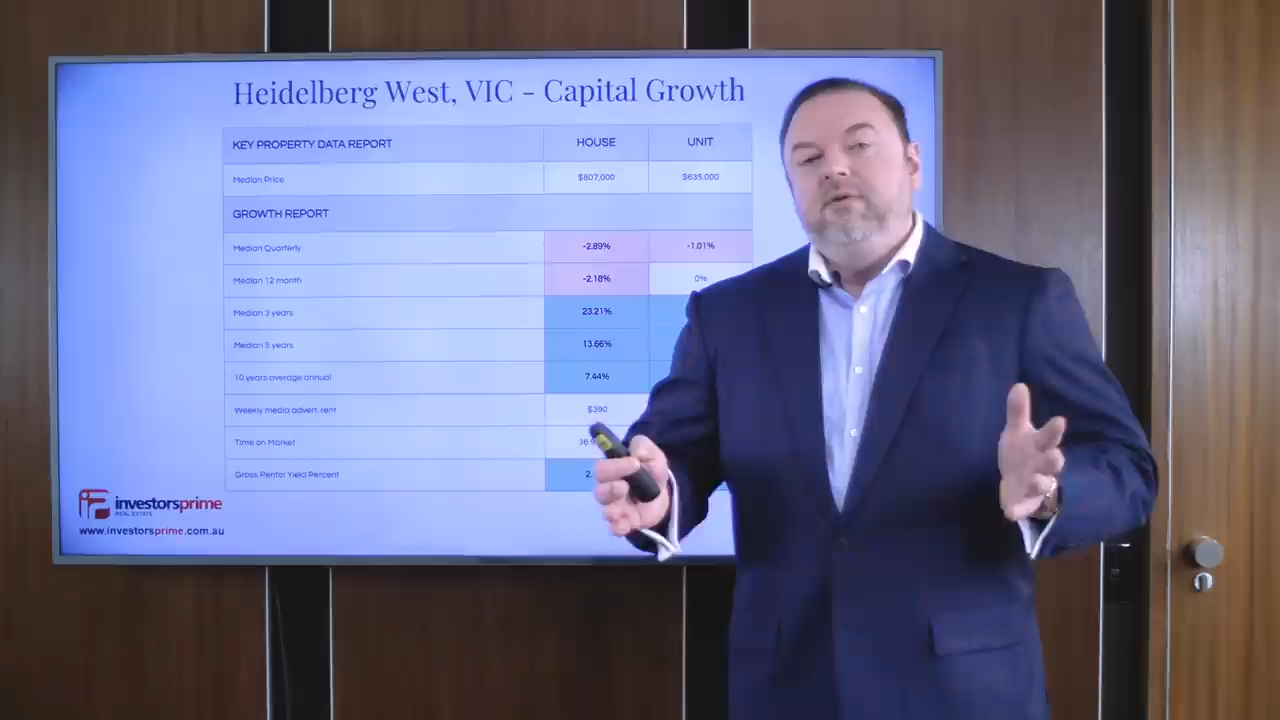 Heidelberg West, VIC - Capital Growth
KEY PROPERTY DATA REPORT HOUSE UNIT
Median Price $807,000 $635,000
GROWTH REPORT
Median Quarterly -2.89% -1.01%
Median 12 month -2.18% 0%
Median 3 years 23.21%
Median 5 years 13.66%
10 years average annual 7.44%
Weekly media advert. rent $390
Time on Market
Gross Rental Yield Percent
investorsprime
REAL ESTATE
www.investorsprime.com.au